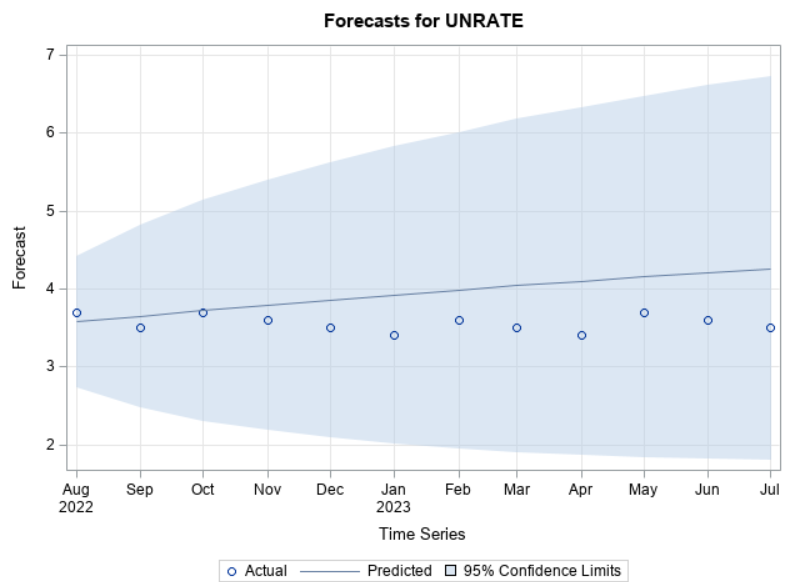 Forecasts for UNRATE
7
6
5
4
3
2
Forecast
Aug Sep Oct Nov Dec Jan Feb Mar Apr May Jun Jul
2022 2023
Time Series
Actual Predicted 95% Confidence Limits